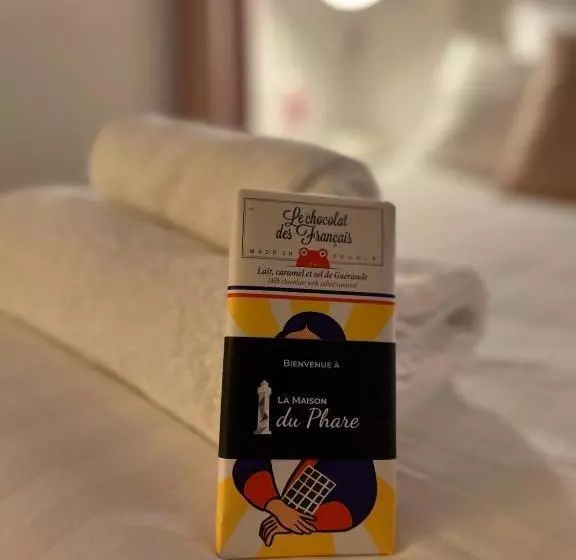 Le chocolat
des Français
MADE IN FRANCE
Lait, caramel et sel de Guérande
Milk chocolate with salted caramel
BIENVENUE À
LA MAISON
du Phare